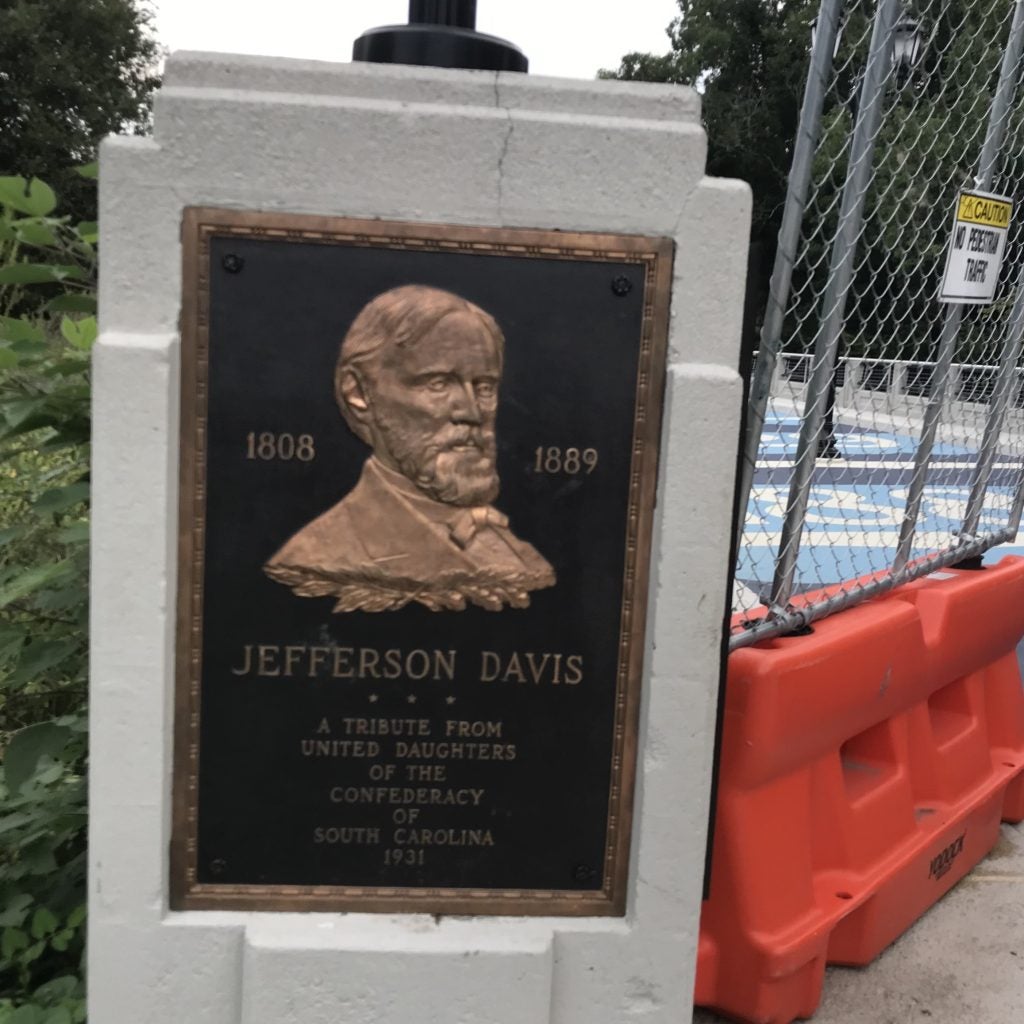 1808
1889
JEFFERSON DAVIS
A TRIBUTE FROM
UNITED DAUGHTERS
OF THE
CONFEDERACY
OF
SOUTH CAROLINA
1931
CAUTION
NO PEDESTRIAN
TRAFFIC
YODOCK